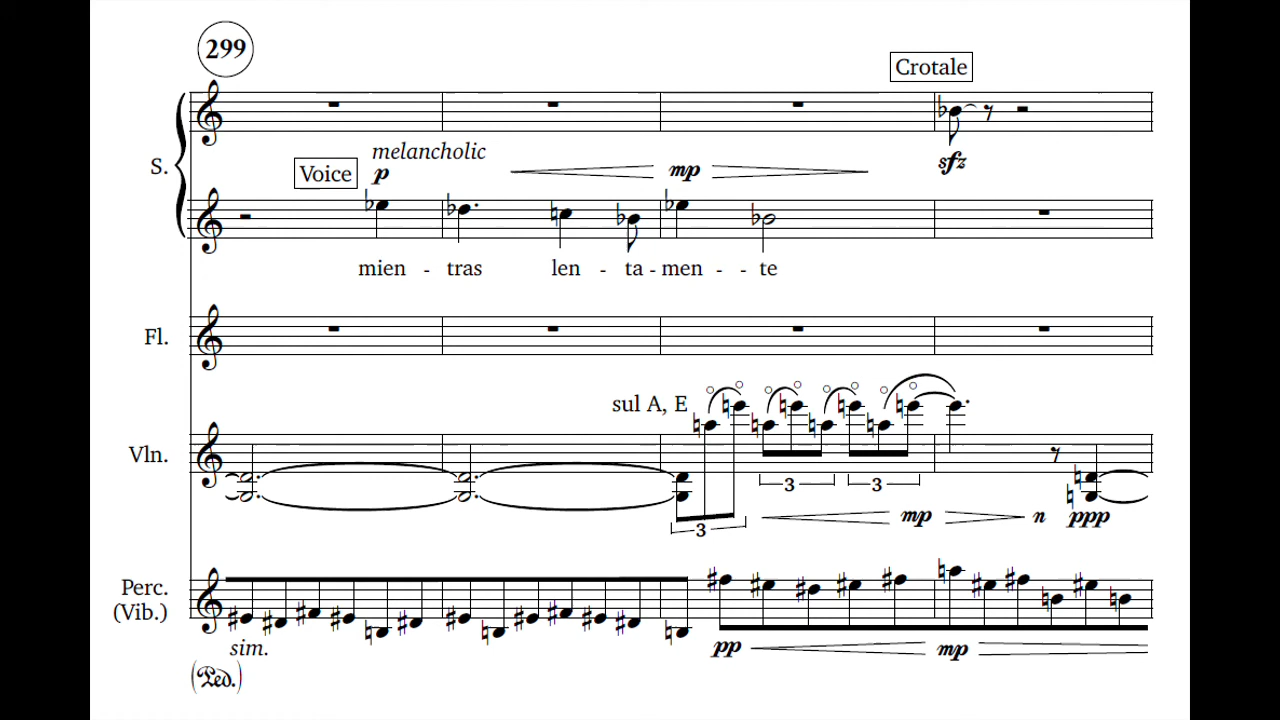 299
Crotale
melancholic
S.
Voice
p
mp
sfz
mien - tras len - ta - men - - te
Fl.
sul A, E
Vln.
3
3
3
mp
n
ppp
Perc.
(Vib.)
sim.
pp
mp
(Ped.)